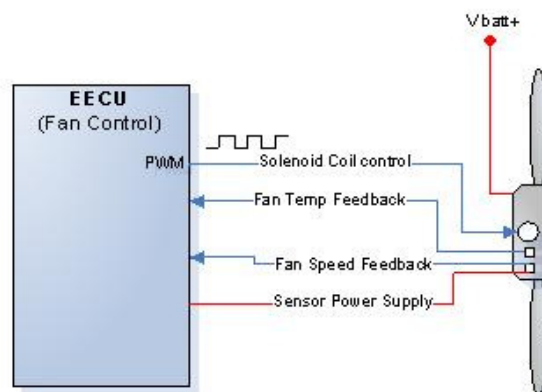 Vbatt+
EECU
(Fan Control)
PWM
Solenoid Coil control
Fan Temp Feedback
Fan Speed Feedback
Sensor Power Supply